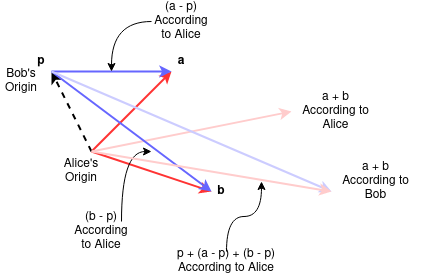 (a - p)
According
to Alice
p
a
Bob's
Origin
a + b
According to
Alice
Alice's
Origin
a + b
According to
Bob
b
(b - p)
According
to Alice
p + (a - p) + (b - p)
According to Alice